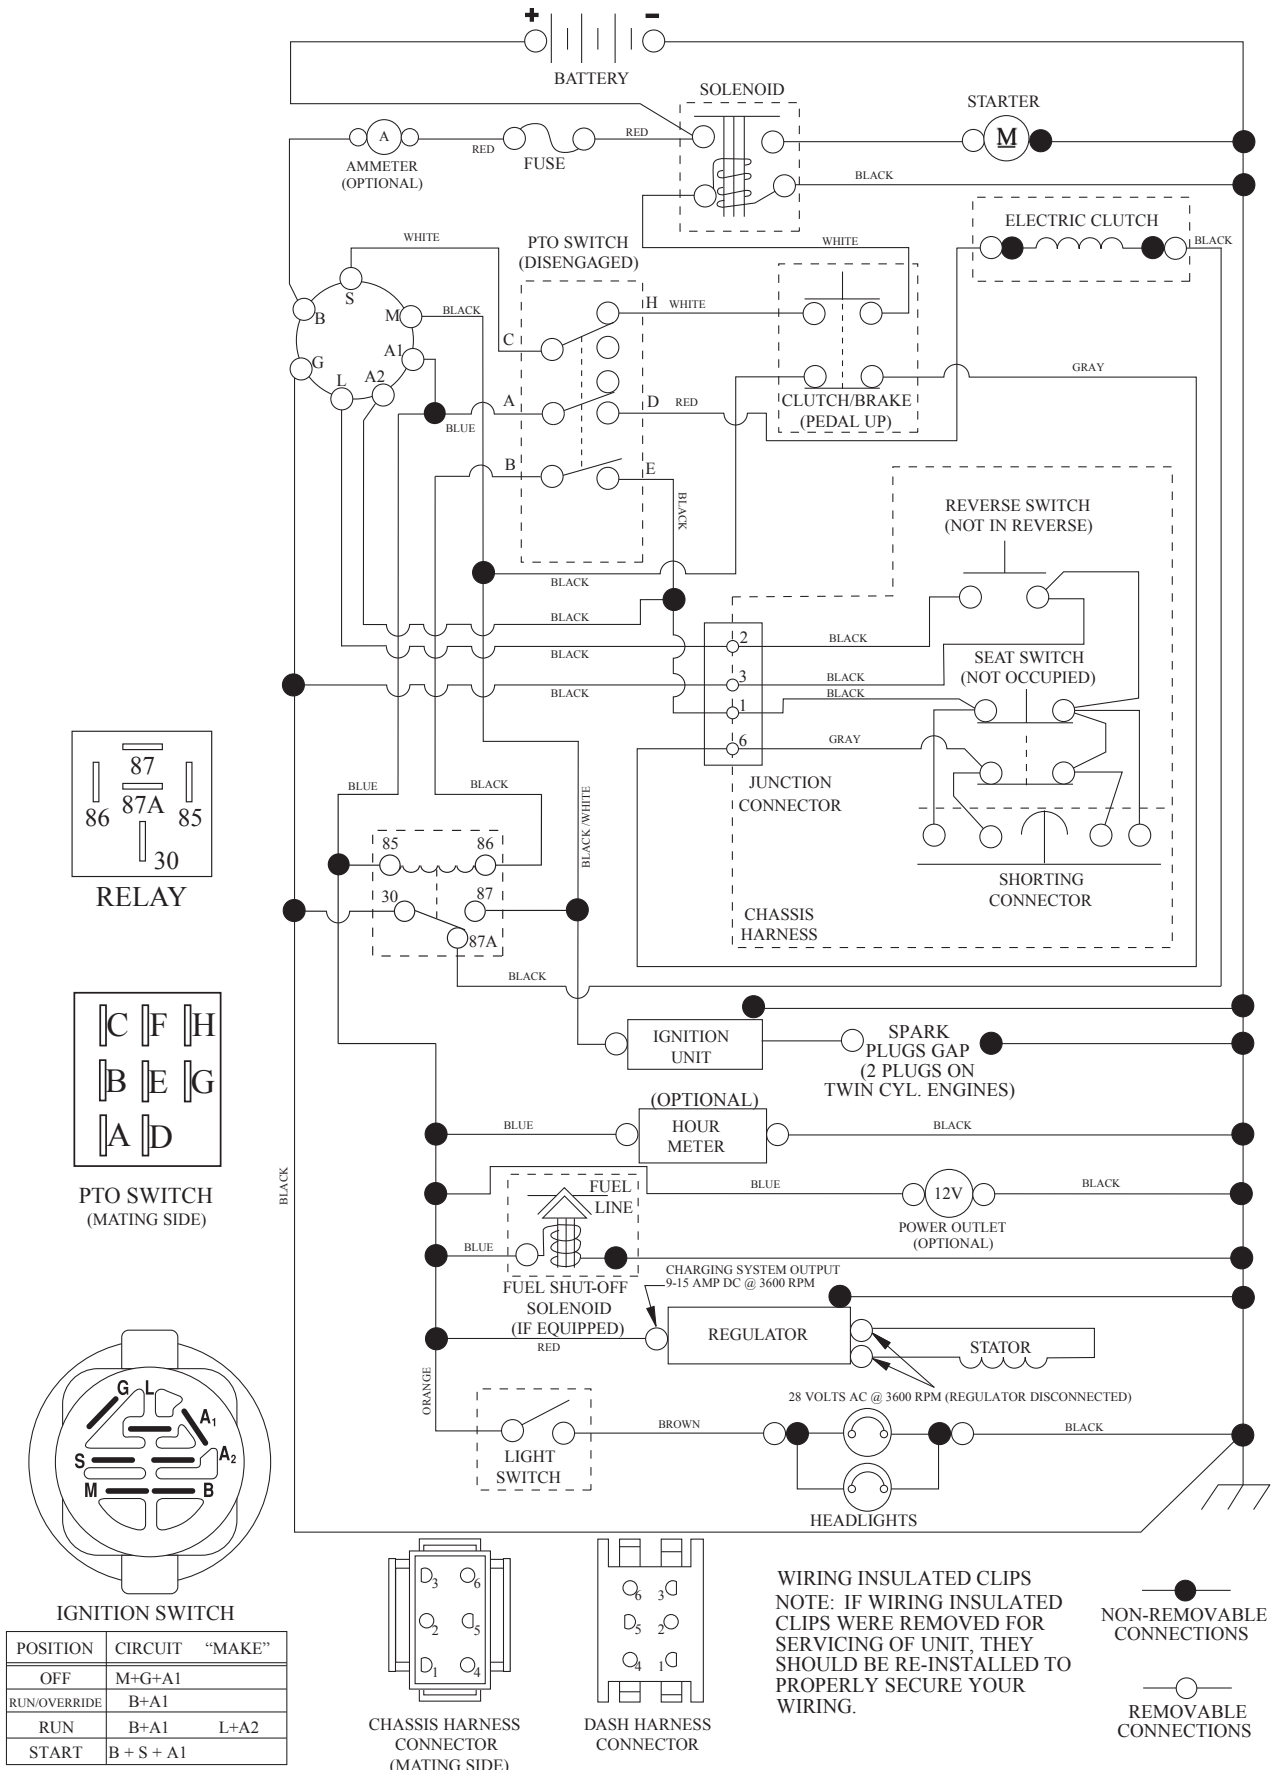 + –
BATTERY
SOLENOID
STARTER
A
M
RED
FUSE
RED
AMMETER
(OPTIONAL)
BLACK
ELECTRIC CLUTCH
BLACK
WHITE
PTO SWITCH
(DISENGAGED)
WHITE
S
B
M
BLACK
H
WHITE
G
A1
C
L
A2
GRAY
A
BLUE
D
RED
CLUTCH/BRAKE
(PEDAL UP)
B
E
BLACK
REVERSE SWITCH
(NOT IN REVERSE)
BLACK
BLACK
2
BLACK
BLACK
SEAT SWITCH
(NOT OCCUPIED)
3
BLACK
BLACK
BLACK
1
6
GRAY
JUNCTION
CONNECTOR
87
86
87A
85
30
RELAY
BLUE
BLACK
BLACK /WHITE
85
86
30
87
87A
SHORTING
CONNECTOR
CHASSIS
HARNESS
BLACK
C F H
B E G
A D
PTO SWITCH
(MATING SIDE)
IGNITION
UNIT
SPARK
PLUGS GAP
(2 PLUGS ON
TWIN CYL. ENGINES)
(OPTIONAL)
HOUR
METER
BLUE
BLACK
BLACK
BLUE
12V
BLACK
POWER OUTLET
(OPTIONAL)
FUEL
LINE
BLUE
FUEL SHUT-OFF
SOLENOID
(IF EQUIPPED)
CHARGING SYSTEM OUTPUT
9-15 AMP DC @ 3600 RPM
RED
REGULATOR
STATOR
28 VOLTS AC @ 3600 RPM (REGULATOR DISCONNECTED)
ORANGE
BROWN
BLACK
LIGHT
SWITCH
HEADLIGHTS
G L
A1
S
A2
M
B
IGNITION SWITCH
POSITION CIRCUIT “MAKE”
OFF M+G+A1
RUN/OVERRIDE B+A1
RUN B+A1 L+A2
START B + S + A1
3 6
2 5
1 4
CHASSIS HARNESS
CONNECTOR
(MATING SIDE)
6 3
5 2
4 1
DASH HARNESS
CONNECTOR
WIRING INSULATED CLIPS
NOTE: IF WIRING INSULATED
CLIPS WERE REMOVED FOR
SERVICING OF UNIT, THEY
SHOULD BE RE-INSTALLED TO
PROPERLY SECURE YOUR
WIRING.
NON-REMOVABLE
CONNECTIONS
REMOVABLE
CONNECTIONS